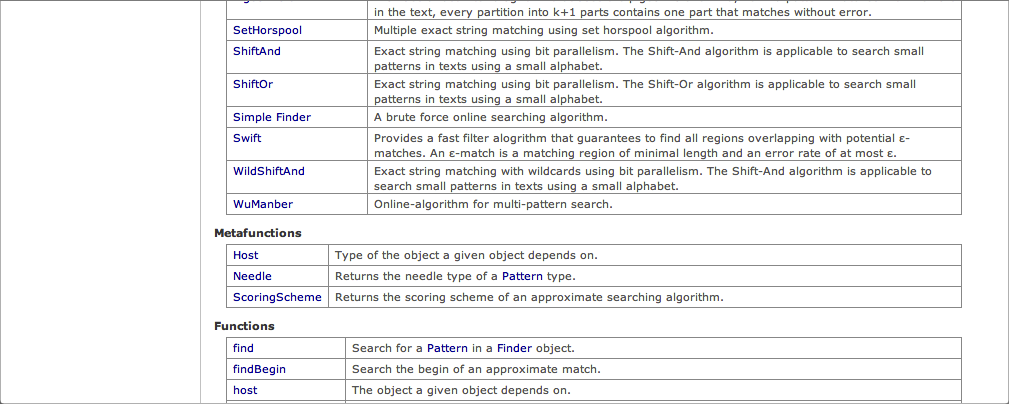 in the text, every partition into k+1 parts contains one part that matches without error.
SetHorspool Multiple exact string matching using set horspool algorithm.
ShiftAnd Exact string matching using bit parallelism. The Shift-And algorithm is applicable to search small
patterns in texts using a small alphabet.
ShiftOr Exact string matching using bit parallelism. The Shift-Or algorithm is applicable to search small
patterns in texts using a small alphabet.
Simple Finder A brute force online searching algorithm.
Swift Provides a fast filter alogrithm that guarantees to find all regions overlapping with potential ε-
matches. An ε-match is a matching region of minimal length and an error rate of at most ε.
WildShiftAnd Exact string matching with wildcards using bit parallelism. The Shift-And algorithm is applicable to
search small patterns in texts using a small alphabet.
WuManber Online-algorithm for multi-pattern search.
Metafunctions
Host Type of the object a given object depends on.
Needle Returns the needle type of a Pattern type.
ScoringScheme Returns the scoring scheme of an approximate searching algorithm.
Functions
find Search for a Pattern in a Finder object.
findBegin Search the begin of an approximate match.
host The object a given object depends on.